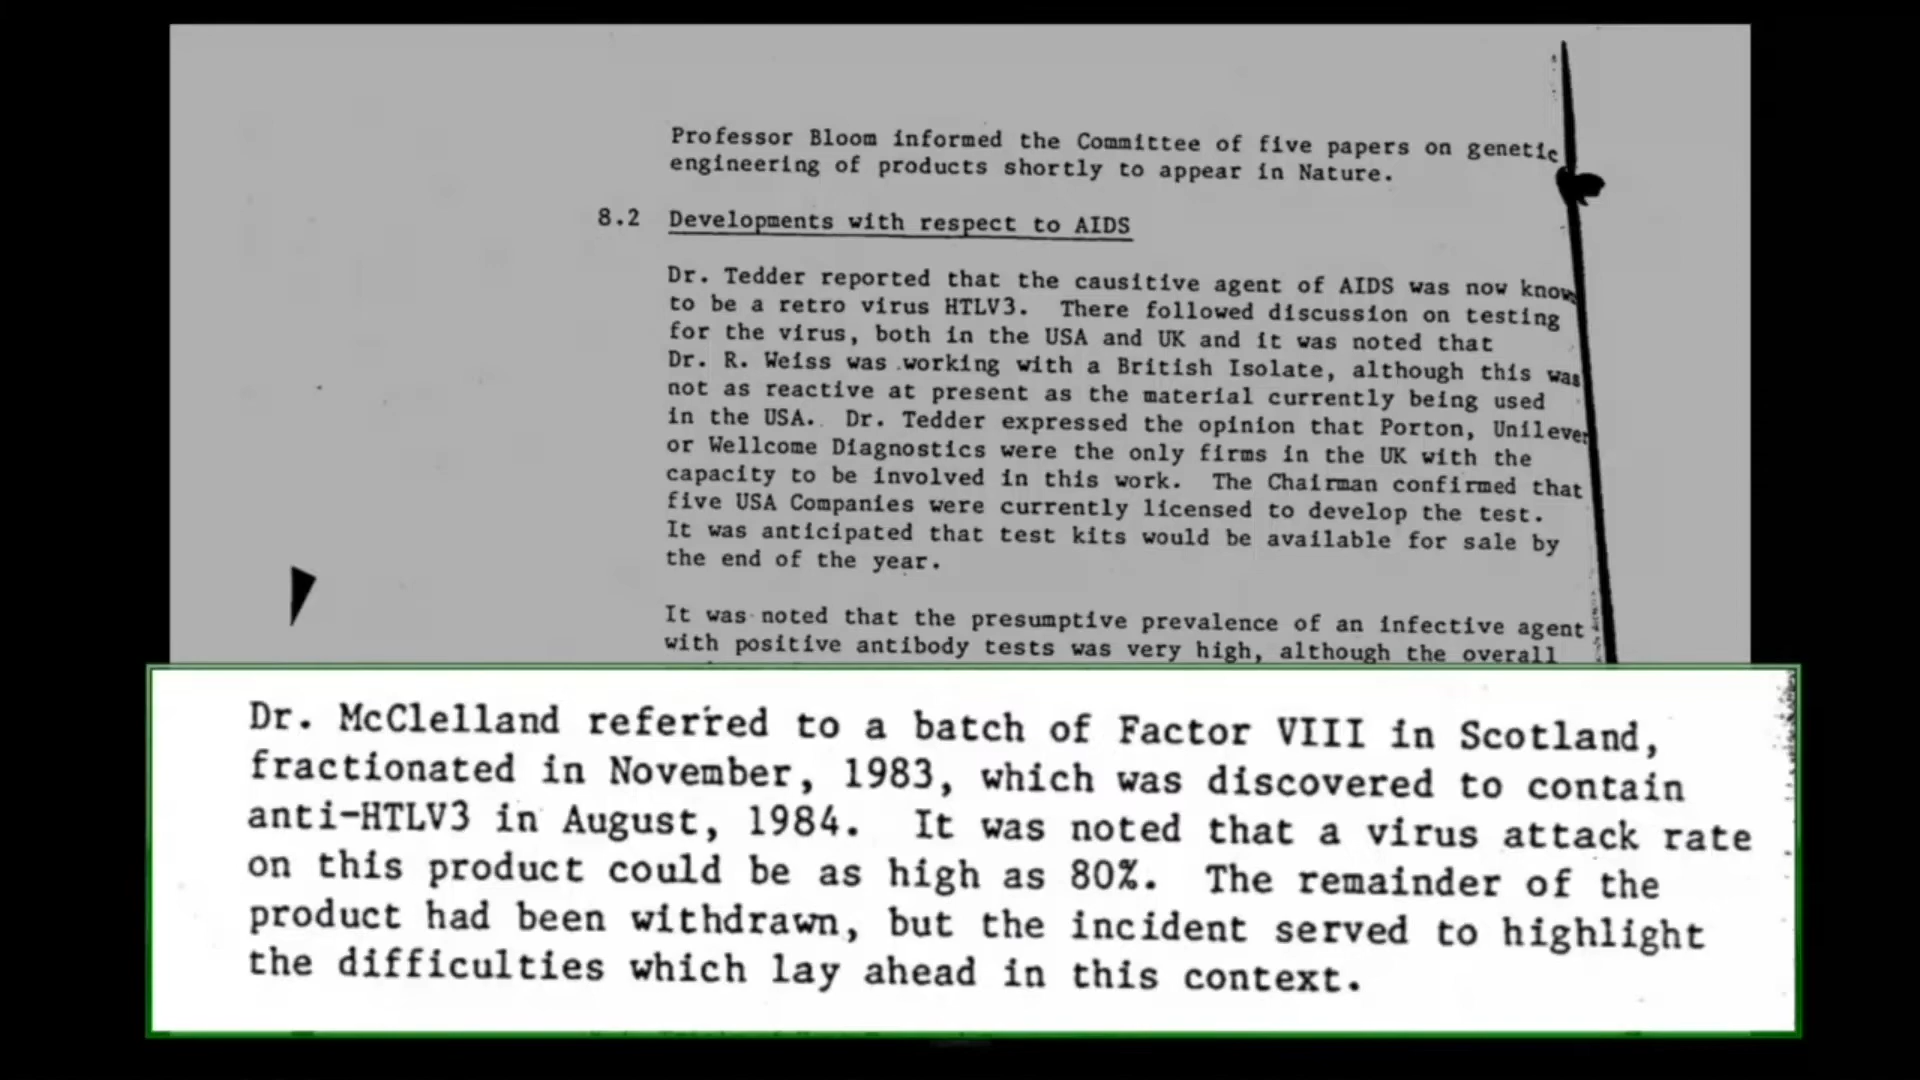 Professor Bloom informed the Committee of five papers on genetic
engineering of products shortly to appear in Nature.
8.2 Developments with respect to AIDS
Dr. Tedder reported that the causitive agent of AIDS was now know
to be a retro virus HTLV3. There followed discussion on testing
for the virus, both in the USA and UK and it was noted that
Dr. R. Weiss was working with a British Isolate, although this was
not as reactive at present as the material currently being used
in the USA. Dr. Tedder expressed the opinion that Porton, Unilever
or Wellcome Diagnostics were the only firms in the UK with the
capacity to be involved in this work. The Chairman confirmed that
five USA Companies were currently licensed to develop the test.
It was anticipated that test kits would be available for sale by
the end of the year.
It was noted that the presumptive prevalence of an infective agent
with positive antibody tests was very high, although the overall
Dr. McClelland referred to a batch of Factor VIII in Scotland,
fractionated in November, 1983, which was discovered to contain
anti-HTLV3 in August, 1984. It was noted that a virus attack rate
on this product could be as high as 80%. The remainder of the
product had been withdrawn, but the incident served to highlight
the difficulties which lay ahead in this context.